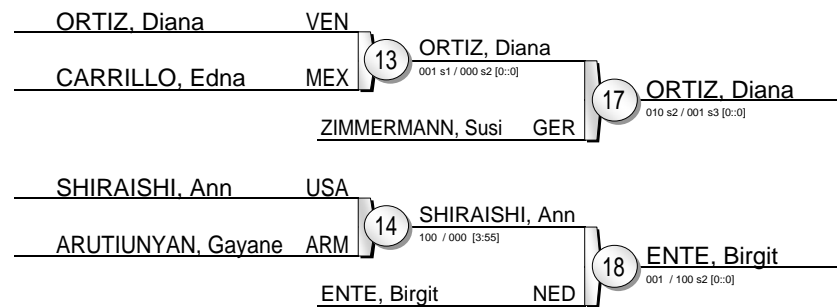 ORTIZ, Diana VEN
13 ORTIZ, Diana
001 s1 / 000 s2 [0::0]
CARRILLO, Edna MEX
17 ORTIZ, Diana
010 s2 / 001 s3 [0::0]
ZIMMERMANN, Susi GER
SHIRAISHI, Ann USA
14 SHIRAISHI, Ann
100 / 000 [3:55]
ARUTIUNYAN, Gayane ARM
18 ENTE, Birgit
001 / 100 s2 [0::0]
ENTE, Birgit NED